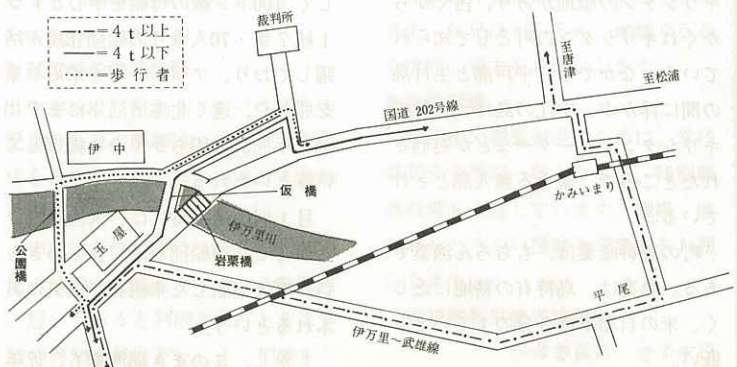 ——=4t以上
-・-・=4t以下
………=歩行者
裁判所
至唐津
至松浦
国道 202号線
伊中
仮橋
かみいまり
公園橋
玉屋
伊万里川
岩栗橋
平尾
伊万里～武雄線